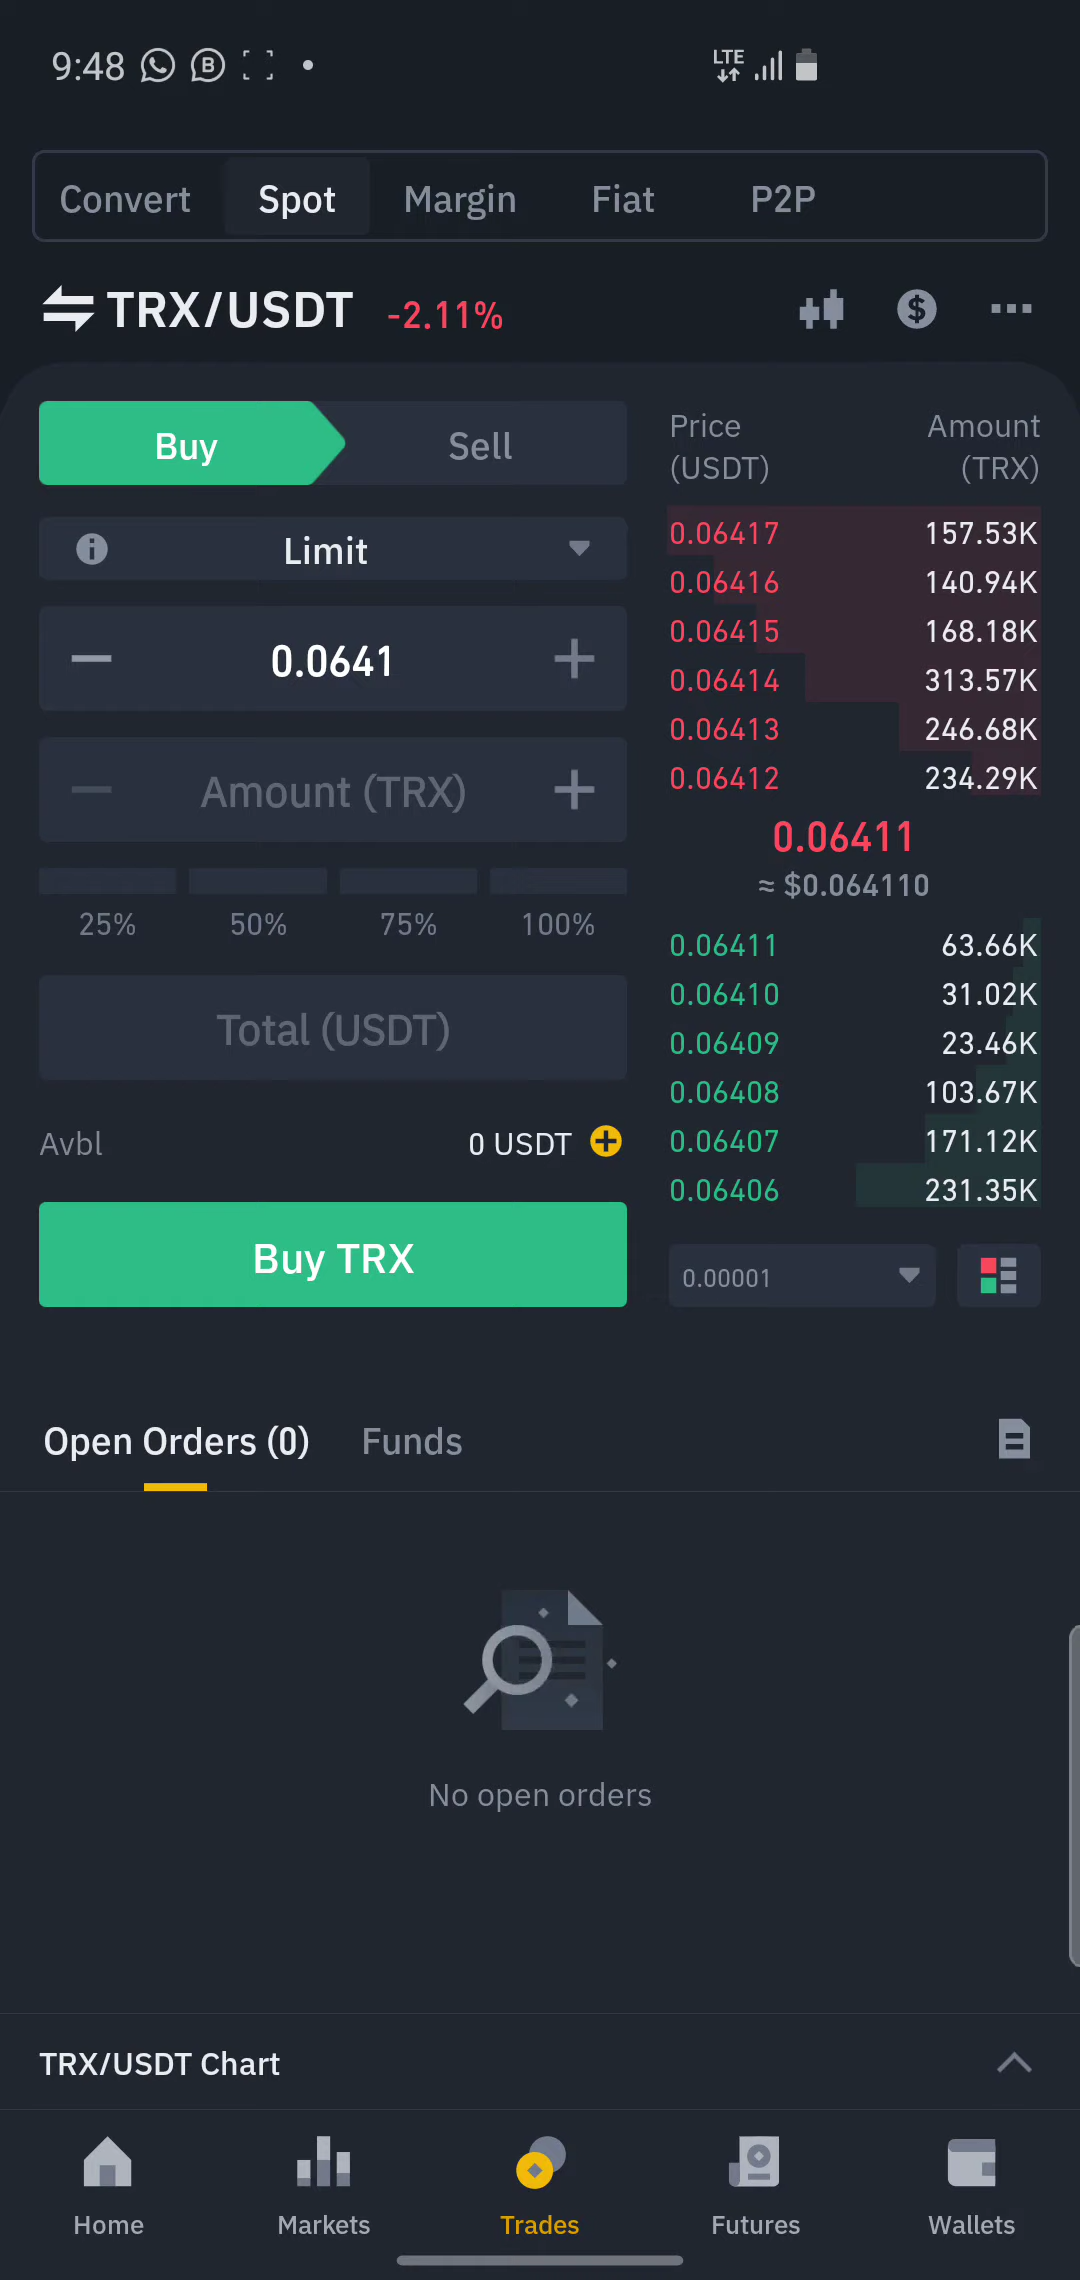 9:48
LTE
Convert Spot Margin Fiat P2P
TRX/USDT -2.11%
Buy Sell
Limit
0.0641
Amount (TRX)
25% 50% 75% 100%
Total (USDT)
Avbl 0 USDT
Buy TRX
Price (USDT) Amount (TRX)
0.06417 157.53K
0.06416 140.94K
0.06415 168.18K
0.06414 313.57K
0.06413 246.68K
0.06412 234.29K
0.06411
≈ $0.064110
0.06411 63.66K
0.06410 31.02K
0.06409 23.46K
0.06408 103.67K
0.06407 171.12K
0.06406 231.35K
0.00001
Open Orders (0) Funds
No open orders
TRX/USDT Chart
Home Markets Trades Futures Wallets